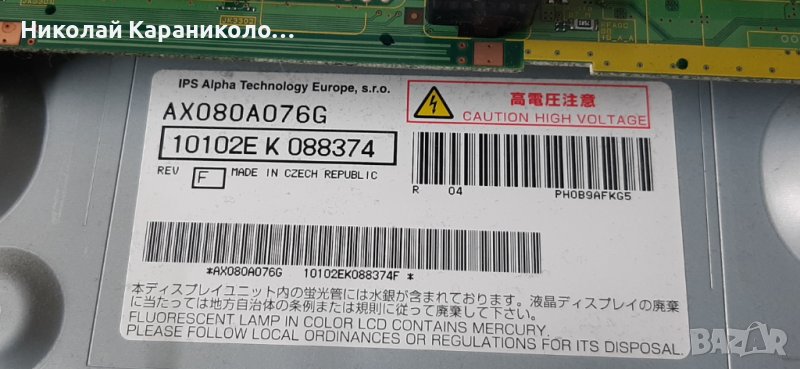 Николай Караниколо...
IPS Alpha Technology Europe, s.r.o.
AX080A076G
10102E K 088374
REV F MADE IN CZECH REPUBLIC
高電圧注意
CAUTION HIGH VOLTAGE
R 04 PH0B9AFKG5
*AX080A076G 10102EK088374F *
本ディスプレイユニット内の蛍光管には水銀が含まれております。液晶ディスプレイの廃棄
に当たっては地方自治体の条例または規則に従って廃棄して下さい。
FLUORESCENT LAMP IN COLOR LCD CONTAINS MERCURY.
PLEASE FOLLOW LOCAL ORDINANCES OR REGULATIONS FOR ITS DISPOSAL.
BAZAR